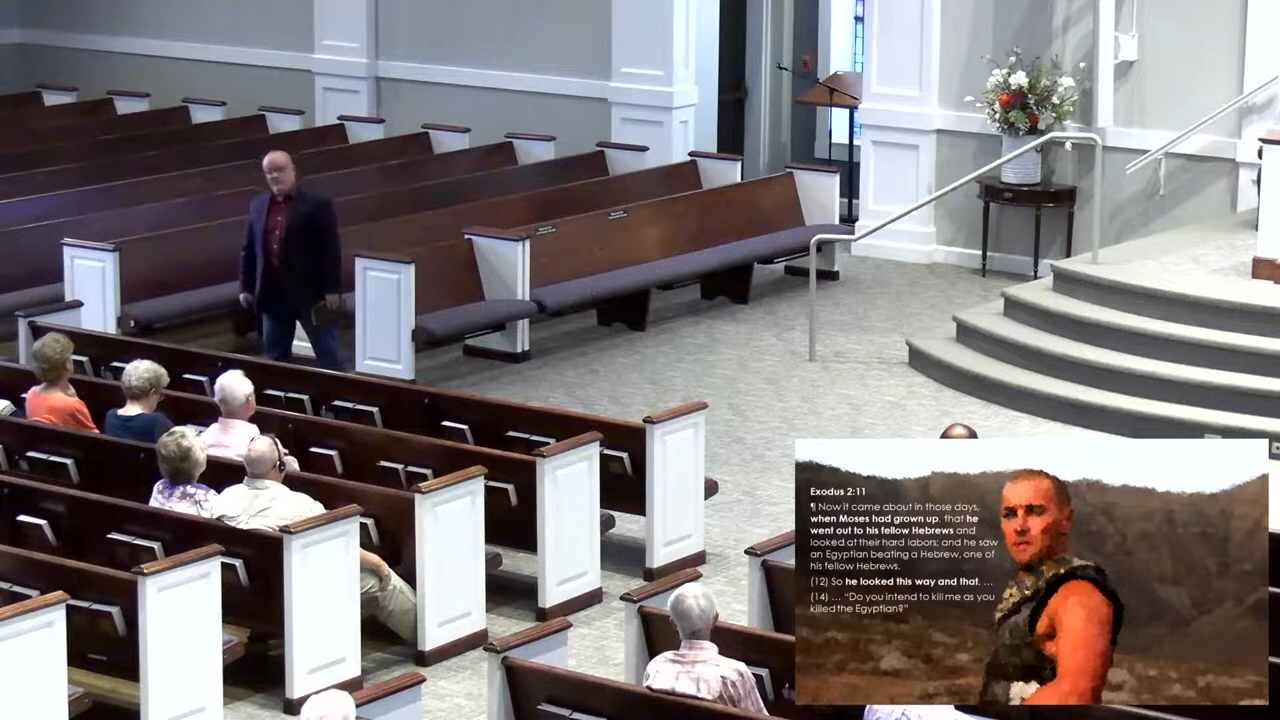 Exodus 2:11
¶ Now it came about in those days,
when Moses had grown up, that he
went out to his fellow Hebrews and
looked at their hard labors; and he saw
an Egyptian beating a Hebrew, one of
his fellow Hebrews.
(12) So he looked this way and that, …
(14) … “Do you intend to kill me as you
killed the Egyptian?”